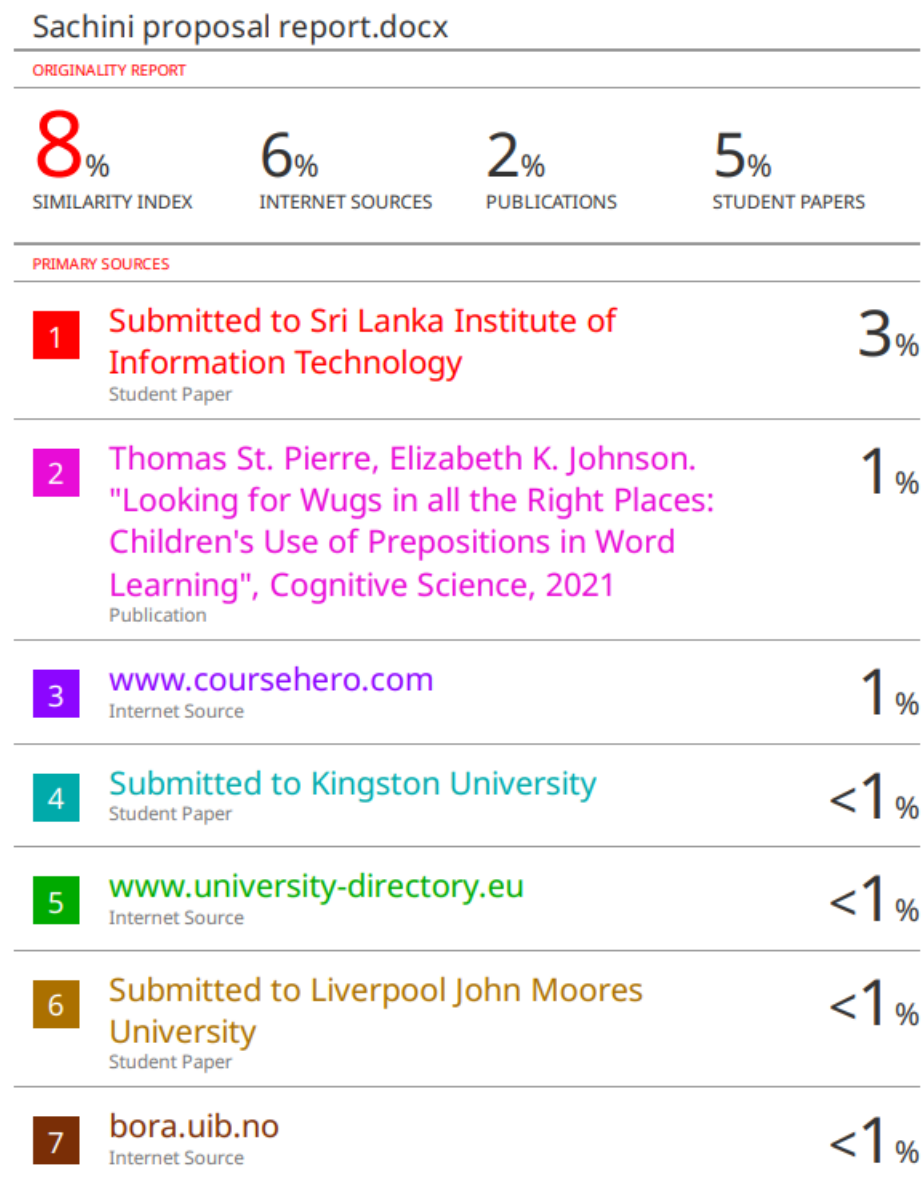 Sachini proposal report.docx
ORIGINALITY REPORT
8%
6%
2%
5%
SIMILARITY INDEX
INTERNET SOURCES
PUBLICATIONS
STUDENT PAPERS
PRIMARY SOURCES
1
Submitted to Sri Lanka Institute of
Information Technology
Student Paper
3%
2
Thomas St. Pierre, Elizabeth K. Johnson.
"Looking for Wugs in all the Right Places:
Children's Use of Prepositions in Word
Learning", Cognitive Science, 2021
Publication
1%
3
www.coursehero.com
Internet Source
1%
4
Submitted to Kingston University
Student Paper
<1%
5
www.university-directory.eu
Internet Source
<1%
6
Submitted to Liverpool John Moores
University
Student Paper
<1%
7
bora.uib.no
Internet Source
<1%